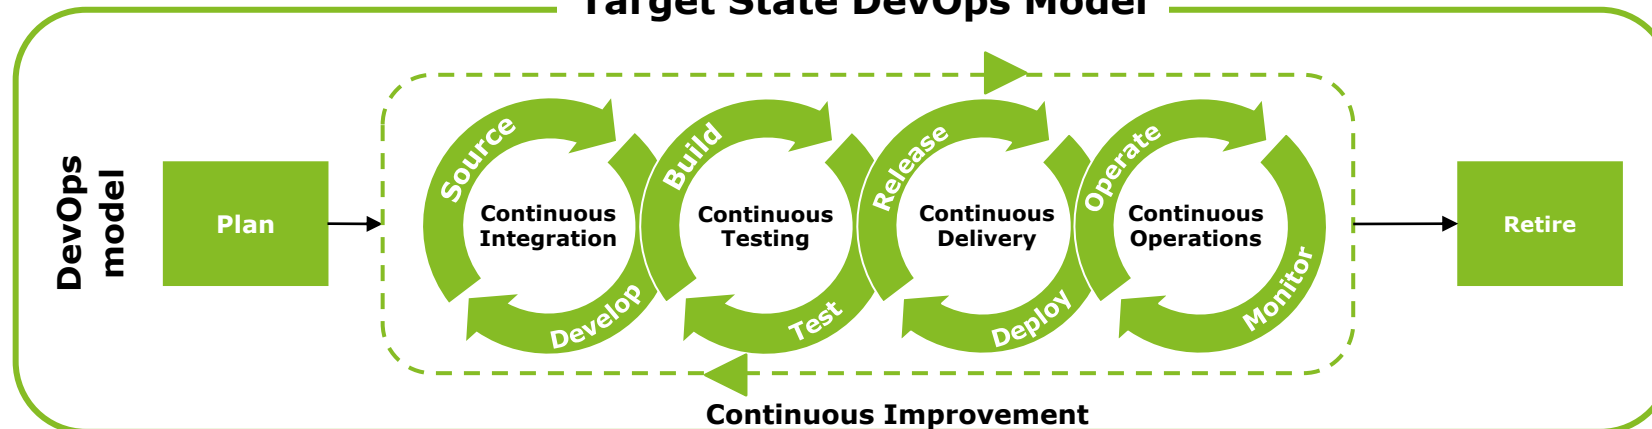 Target State DevOps Model
DevOps
model
Plan
Source
Continuous
Integration
Develop
Build
Continuous
Testing
Test
Release
Continuous
Delivery
Deploy
Operate
Continuous
Operations
Monitor
Retire
Continuous Improvement